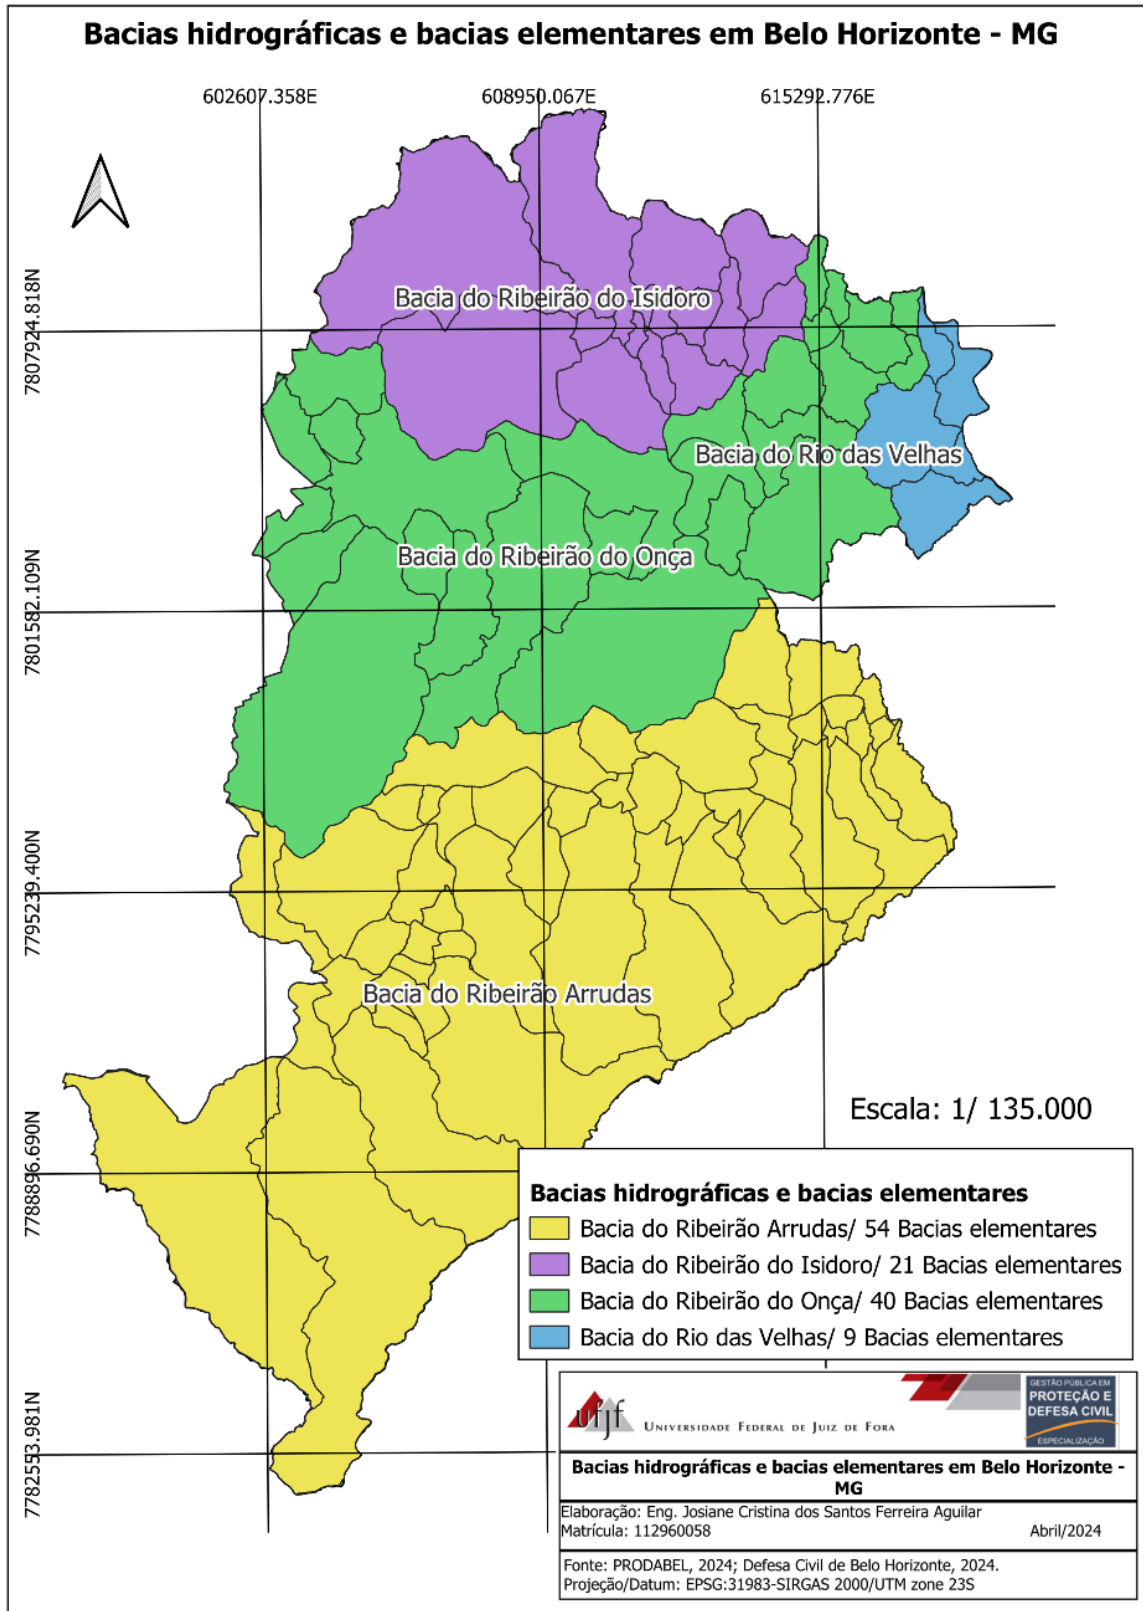 Bacias hidrográficas e bacias elementares em Belo Horizonte - MG
602607.358E
608950.067E
615292.776E
7807924.818N
7801582.109N
7795239.400N
7788896.690N
7782553.981N
Bacia do Ribeirão do Isidoro
Bacia do Rio das Velhas
Bacia do Ribeirão do Onça
Bacia do Ribeirão Arrudas
Escala: 1/ 135.000
Bacias hidrográficas e bacias elementares
Bacia do Ribeirão Arrudas/ 54 Bacias elementares
Bacia do Ribeirão do Isidoro/ 21 Bacias elementares
Bacia do Ribeirão do Onça/ 40 Bacias elementares
Bacia do Rio das Velhas/ 9 Bacias elementares
ufjf UNIVERSIDADE FEDERAL DE JUIZ DE FORA
GESTÃO PÚBLICA EM
PROTEÇÃO E
DEFESA CIVIL
ESPECIALIZAÇÃO
Bacias hidrográficas e bacias elementares em Belo Horizonte -
MG
Elaboração: Eng. Josiane Cristina dos Santos Ferreira Aguilar
Matrícula: 112960058 Abril/2024
Fonte: PRODABEL, 2024; Defesa Civil de Belo Horizonte, 2024.
Projeção/Datum: EPSG:31983-SIRGAS 2000/UTM zone 23S